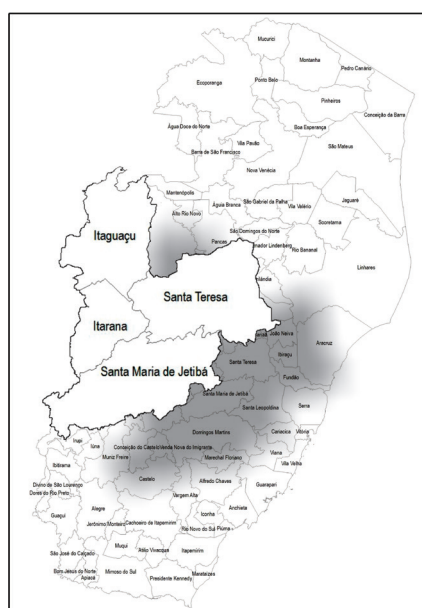 Mucurici
Montanha
Pedro Canário
Ecoporanga
Ponto Belo
Pinheiros
Conceição da Barra
Água Doce do Norte
Vila Pavão
Boa Esperança
Barra de São Francisco
São Mateus
Nova Venécia
Mantenópolis
Águia Branca
São Gabriel da Palha
Vila Valério
Jaguaré
Alto Rio Novo
Sooretama
Itaguaçu
Pancas
São Domingos do Norte
Rio Bananal
Linhares
Santa Teresa
Itarana
João Neiva
Aracruz
Santa Maria de Jetibá
Santa Teresa
Ibiraçu
Fundão
Santa Maria de Jetibá
Santa Leopoldina
Serra
Domingos Martins
Cariacica
Vitória
Irupi
Iúna
Conceição do Castelo
Venda Nova do Imigrante
Viana
Vila Velha
Muniz Freire
Marechal Floriano
Ibitirama
Castelo
Alfredo Chaves
Guarapari
Divino de São Lourenço
Dores do Rio Preto
Vargem Alta
Anchieta
Guaçuí
Alegre
Iconha
Jerônimo Monteiro
Cachoeiro de Itapemirim
Rio Novo do Sul
Piúma
Muqui
São José do Calçado
Atílio Vivacqua
Itapemirim
Bom Jesus do Norte
Apiacá
Mimoso do Sul
Marataízes
Presidente Kennedy